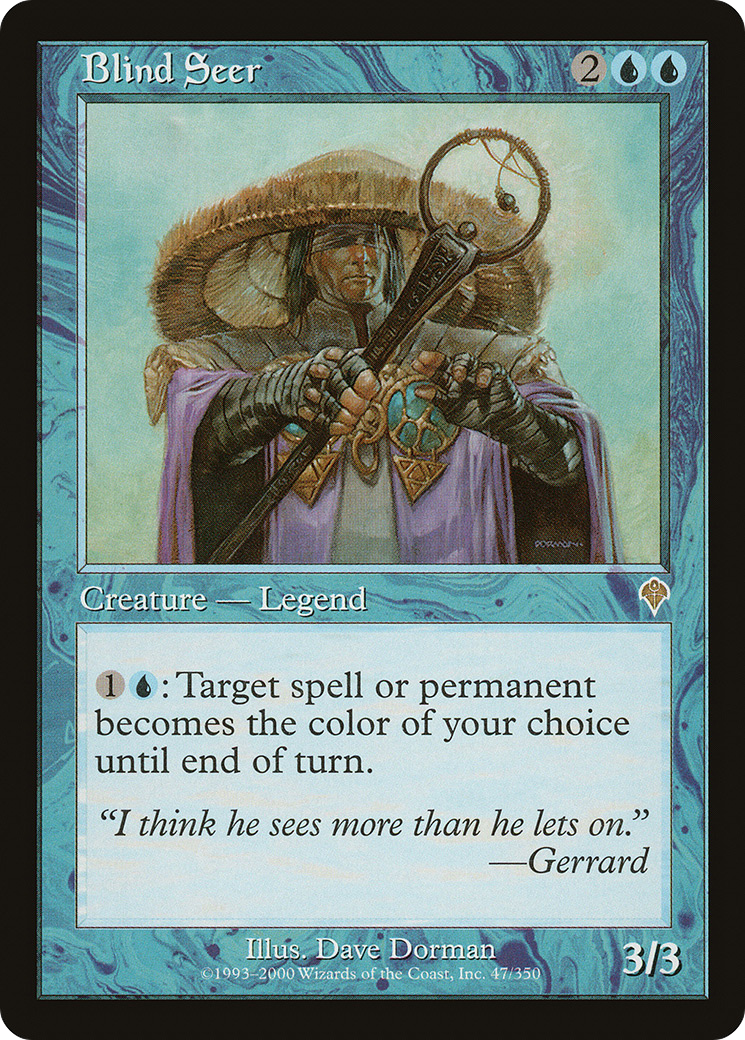 Blind Seer 2
DORMAN
Creature — Legend
1 : Target spell or permanent
becomes the color of your choice
until end of turn.
“I think he sees more than he lets on.”
—Gerrard
Illus. Dave Dorman
©1993–2000 Wizards of the Coast, Inc. 47/350
3/3